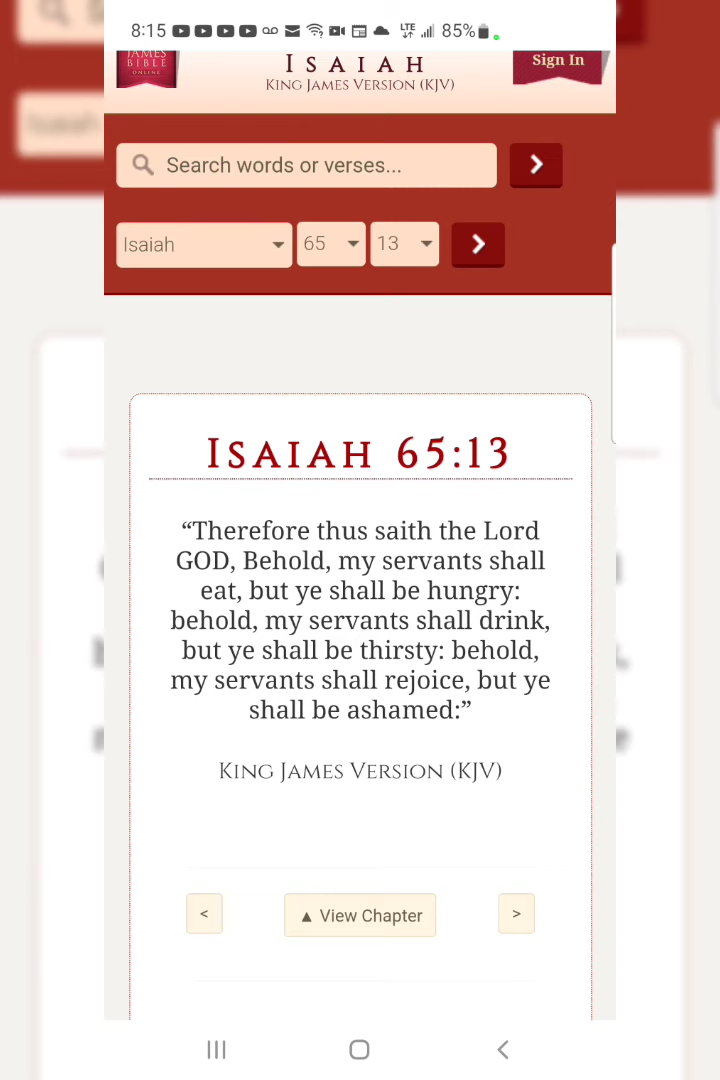 8:15 LTE 85%
JAMES
BIBLE
ONLINE
ISAIAH
KING JAMES VERSION (KJV)
Sign In
Search words or verses...
Isaiah 65 13
ISAIAH 65:13
“Therefore thus saith the Lord
GOD, Behold, my servants shall
eat, but ye shall be hungry:
behold, my servants shall drink,
but ye shall be thirsty: behold,
my servants shall rejoice, but ye
shall be ashamed:”
KING JAMES VERSION (KJV)
< ▲ View Chapter >